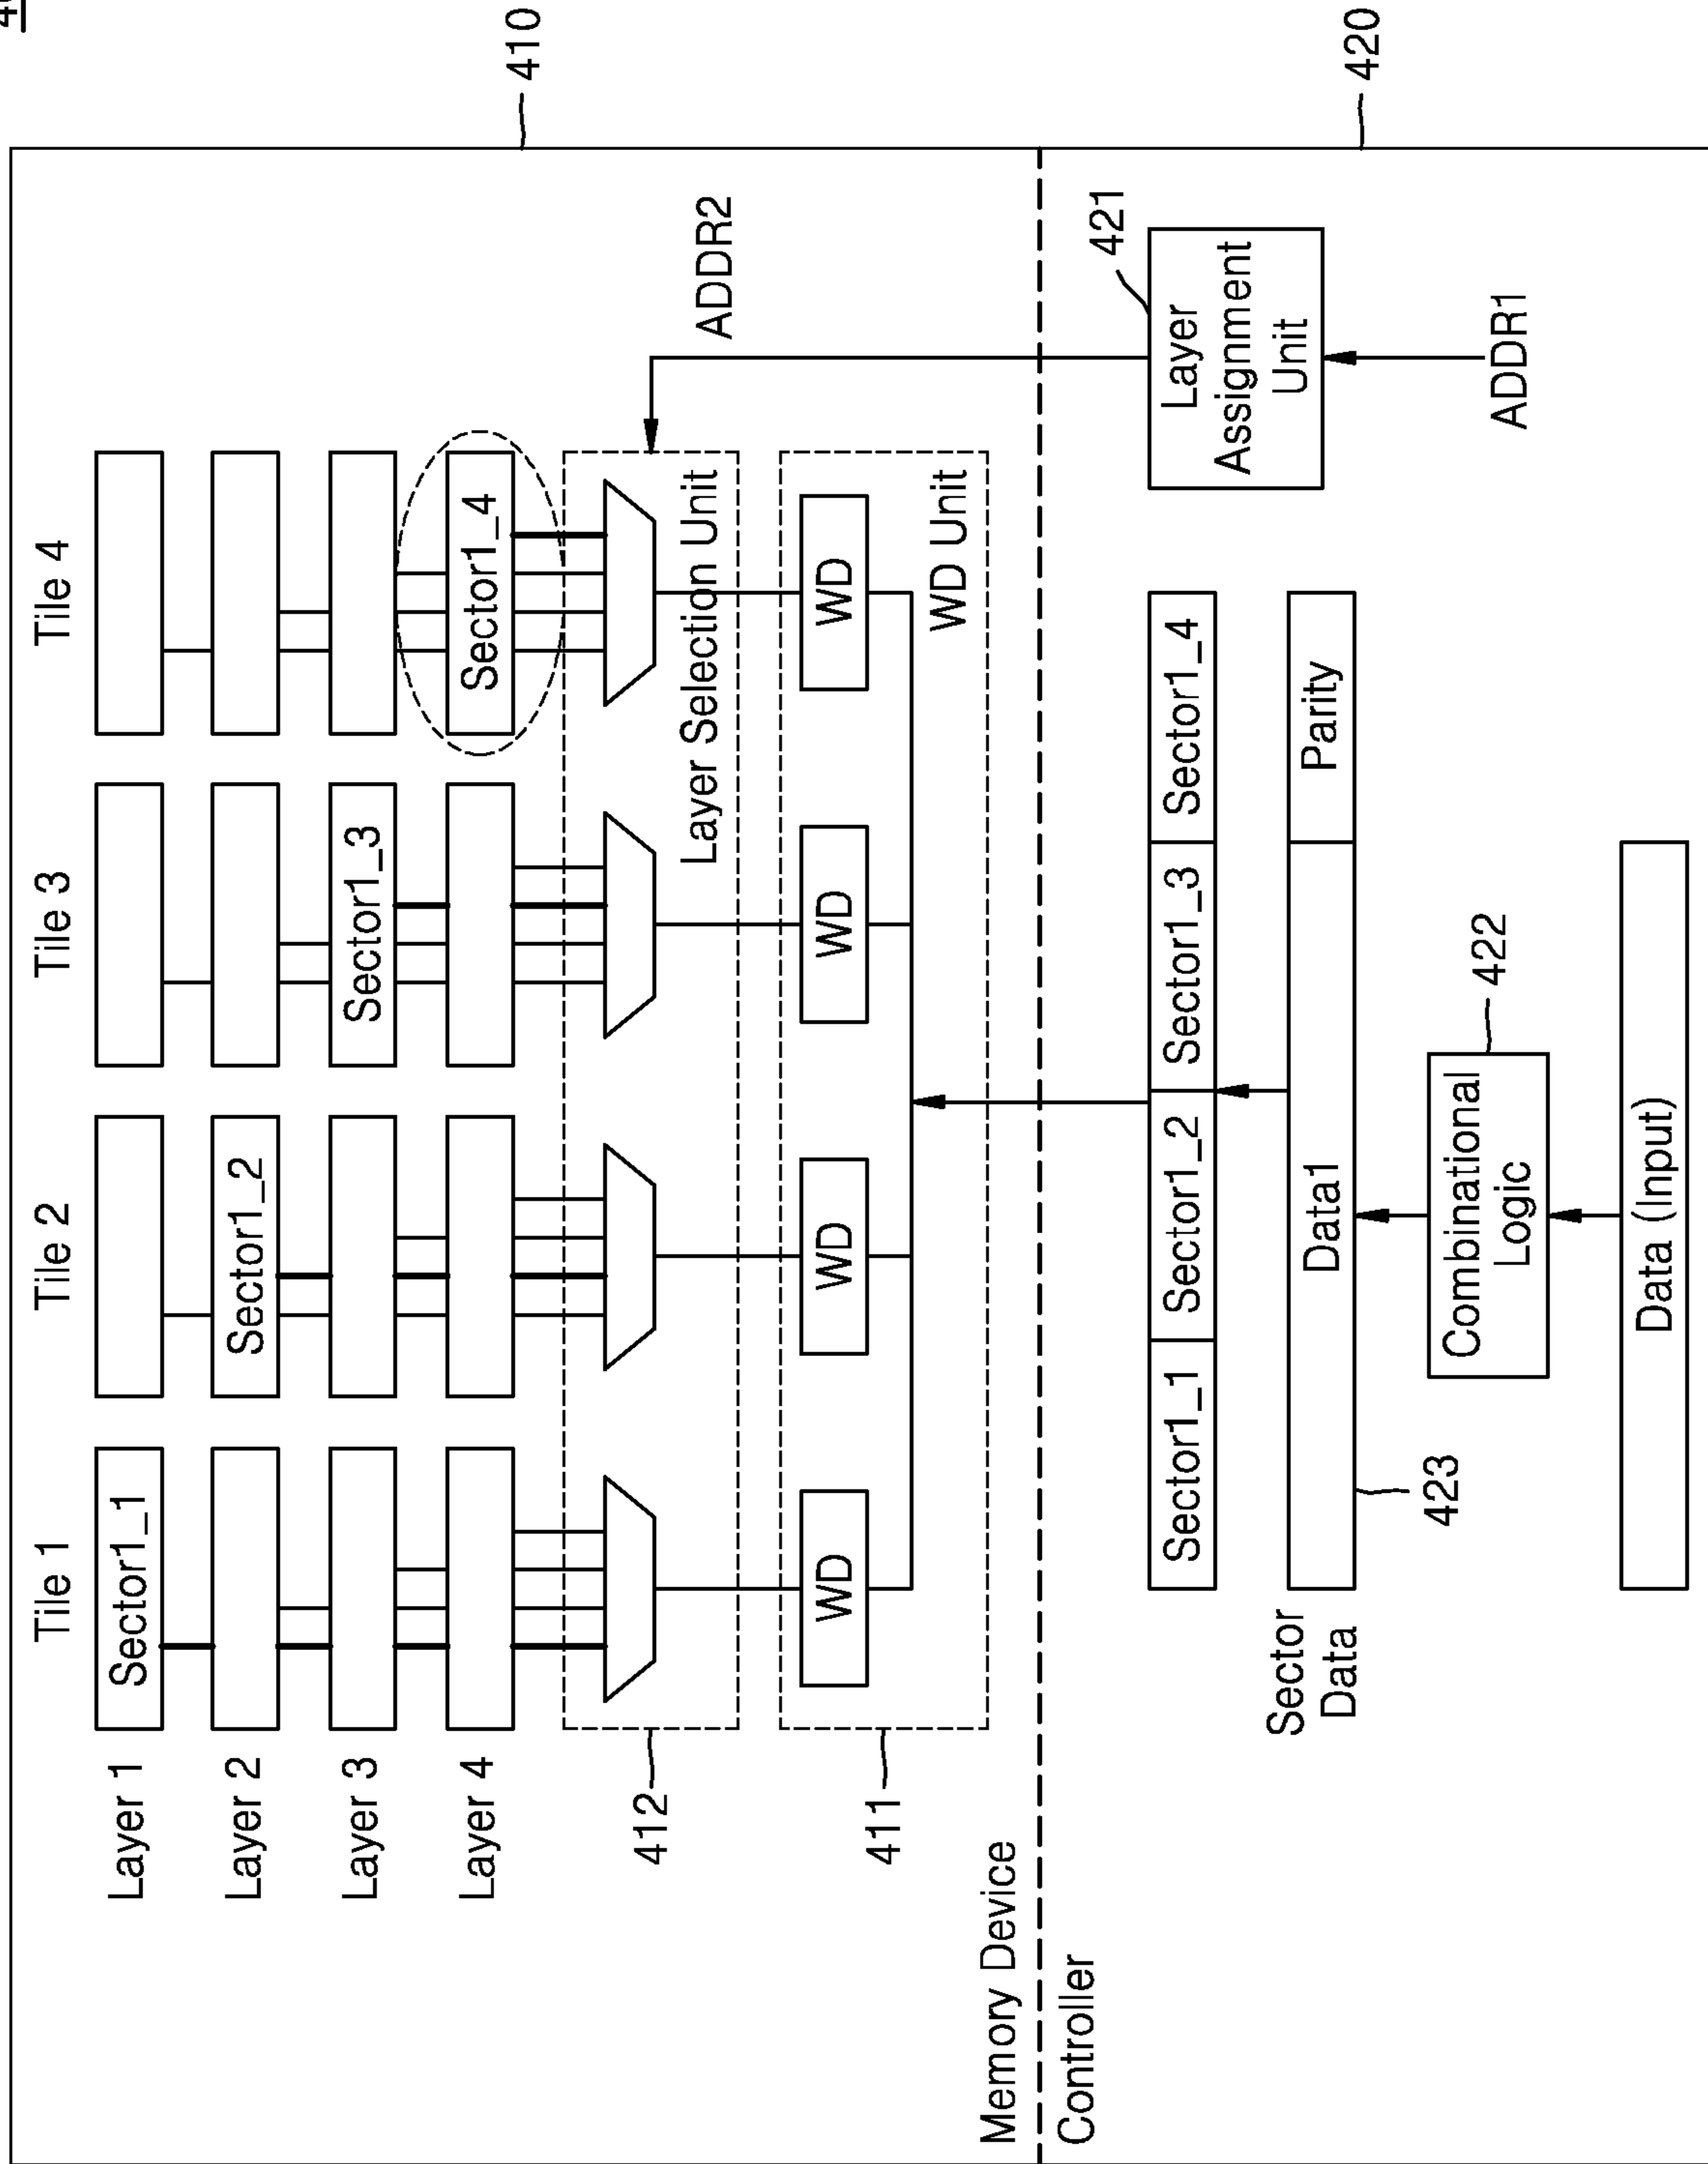 410
420
Tile 1
Tile 2
Tile 3
Tile 4
Layer 1
Sector1_1
Layer 2
Sector1_2
Layer 3
Sector1_3
Layer 4
Sector1_4
412
Layer Selection Unit
ADDR2
411
WD
WD
WD
WD
WD Unit
Memory Device
Controller
421
Layer
Assignment
Unit
ADDR1
Sector1_1
Sector1_2
Sector1_3
Sector1_4
Sector
Data
Data1
Parity
423
Combinational
Logic
422
Data (Input)